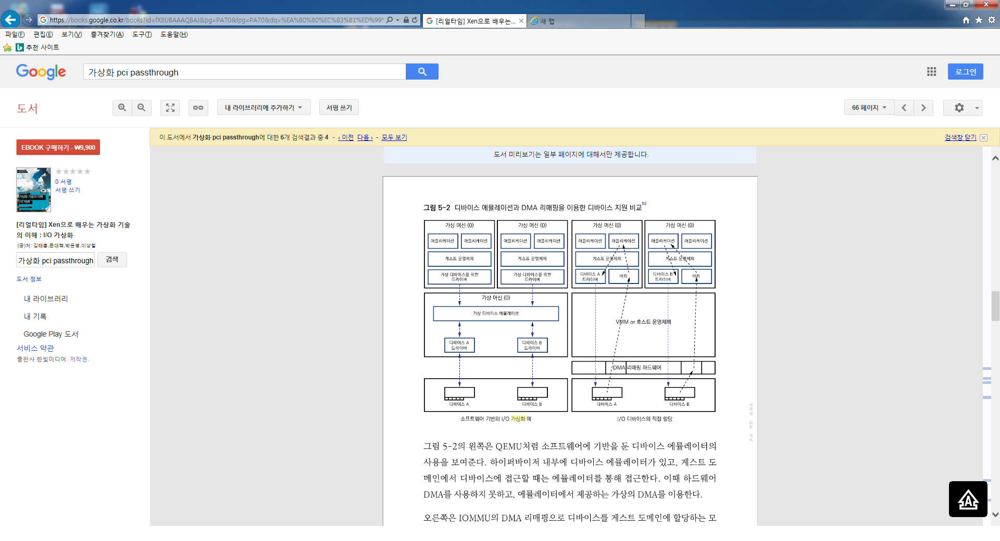 https://books.google.co.kr/books?id=fX8UBAAAQBAJ&pg=PA70&lpg=PA70&dq=%EA%B0%80%EC%83%81%ED%99%
[리얼타임] Xen으로 배우는...
새 탭
파일(F) 편집(E) 보기(V) 즐겨찾기(A) 도구(T) 도움말(H)
추천 사이트
Google
가상화 pci passthrough
로그인
도서
내 라이브러리에 추가하기
서평 쓰기
66 페이지
EBOOK 구매하기 - ₩9,900
이 도서에서 가상화 pci passthrough에 대한 6개 검색결과 중 4 - ‹ 이전 다음 › - 모두 보기
검색창 닫기
도서 미리보기는 일부 페이지에 대해서만 제공합니다.
0 서평
서평 쓰기
가상화 기술의 이해
[리얼타임] Xen으로 배우는 가상화 기술
의 이해 : I/O 가상화
(공)저: 김태훈,문대혁,박은병,이상철
가상화 pci passthrough
검색
도서 정보
내 라이브러리
내 기록
Google Play 도서
서비스 약관
출판사 한빛미디어. 저작권.
그림 5-2 디바이스 에뮬레이션과 DMA 리매핑을 이용한 디바이스 지원 비교02
가상 머신 (0) 가상 머신 (0) 가상 머신 (0) 가상 머신 (0)
애플리케이션 애플리케이션 애플리케이션 애플리케이션 애플리케이션 애플리케이션 애플리케이션 애플리케이션
게스트 운영체제 게스트 운영체제 게스트 운영체제 게스트 운영체제
가상 디바이스를 위한 드라이버
가상 디바이스를 위한 드라이버
디바이스 A 드라이버
버퍼
디바이스 B 드라이버
버퍼
가상 머신 (0)
가상 디바이스 에뮬레이션
VMM or 호스트 운영체제
디바이스 A 드라이버
디바이스 B 드라이버
DMA 리매핑 하드웨어
디바이스 A 디바이스 B 디바이스 A 디바이스 B
소프트웨어 기반의 I/O 가상화 예
I/O 디바이스의 직접 할당
저작권 보호 자료
그림 5-2의 왼쪽은 QEMU처럼 소프트웨어에 기반을 둔 디바이스 에뮬레이터의
사용을 보여준다. 하이퍼바이저 내부에 디바이스 에뮬레이터가 있고, 게스트 도
메인에서 디바이스에 접근할 때는 에뮬레이터를 통해 접근한다. 이때 하드웨어
DMA를 사용하지 못하고, 에뮬레이터에서 제공하는 가상의 DMA를 이용한다.
오른쪽은 IOMMU의 DMA 리매핑으로 디바이스를 게스트 도메인에 할당하는 모
A